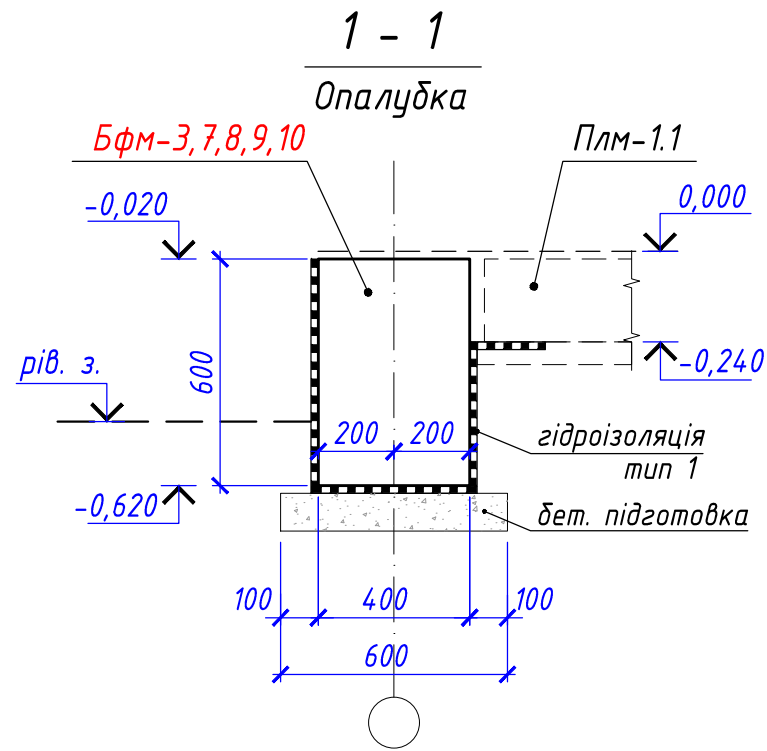 1 - 1
Опалубка
Бфм-3,7,8,9,10
Плм-1.1
-0,020
0,000
600
рів. з.
-0,240
200 200
гідроізоляція
тип 1
-0,620
бет. підготовка
100 400 100
600